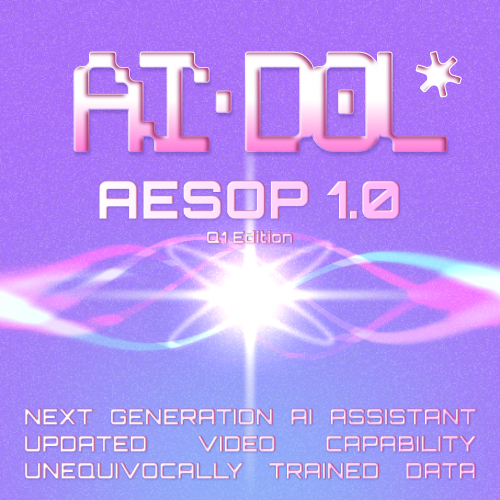 AI·DOL*
AESOP 1.0
Q1 Edition
NEXT GENERATION AI ASSISTANT
UPDATED VIDEO CAPABILITY
UNEQUIVOCALLY TRAINED DATA